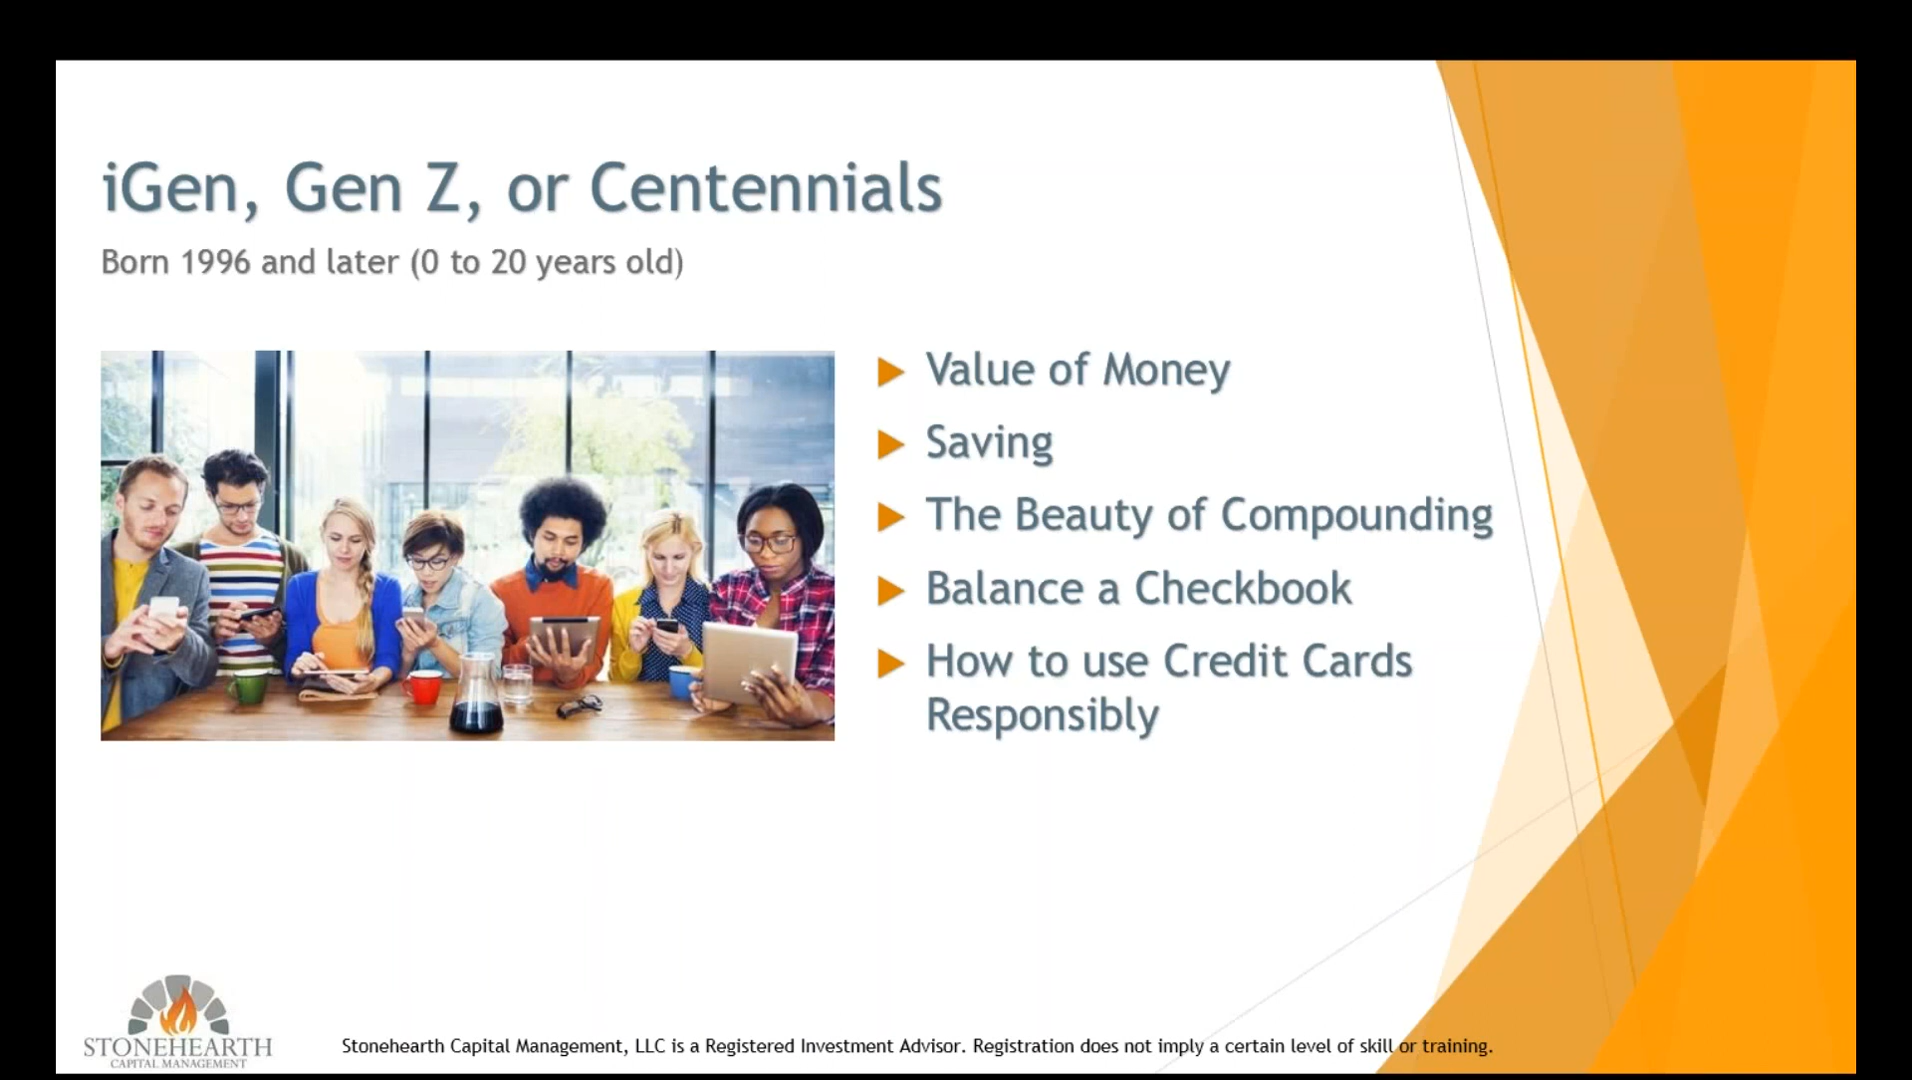 iGen, Gen Z, or Centennials
Born 1996 and later (0 to 20 years old)
Value of Money
Saving
The Beauty of Compounding
Balance a Checkbook
How to use Credit Cards
Responsibly
STONEHEARTH
CAPITAL MANAGEMENT
Stonehearth Capital Management, LLC is a Registered Investment Advisor. Registration does not imply a certain level of skill or training.